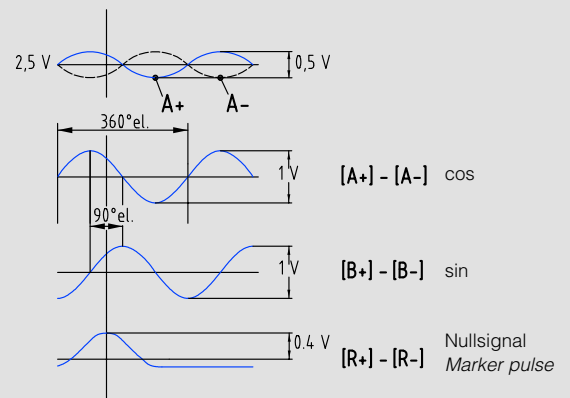 2,5 V 0,5 V
A+ A-
360°el.
1 V [A+] - [A-] cos
90°el.
1 V [B+] - [B-] sin
0.4 V [R+] - [R-] Nullsignal
Marker pulse